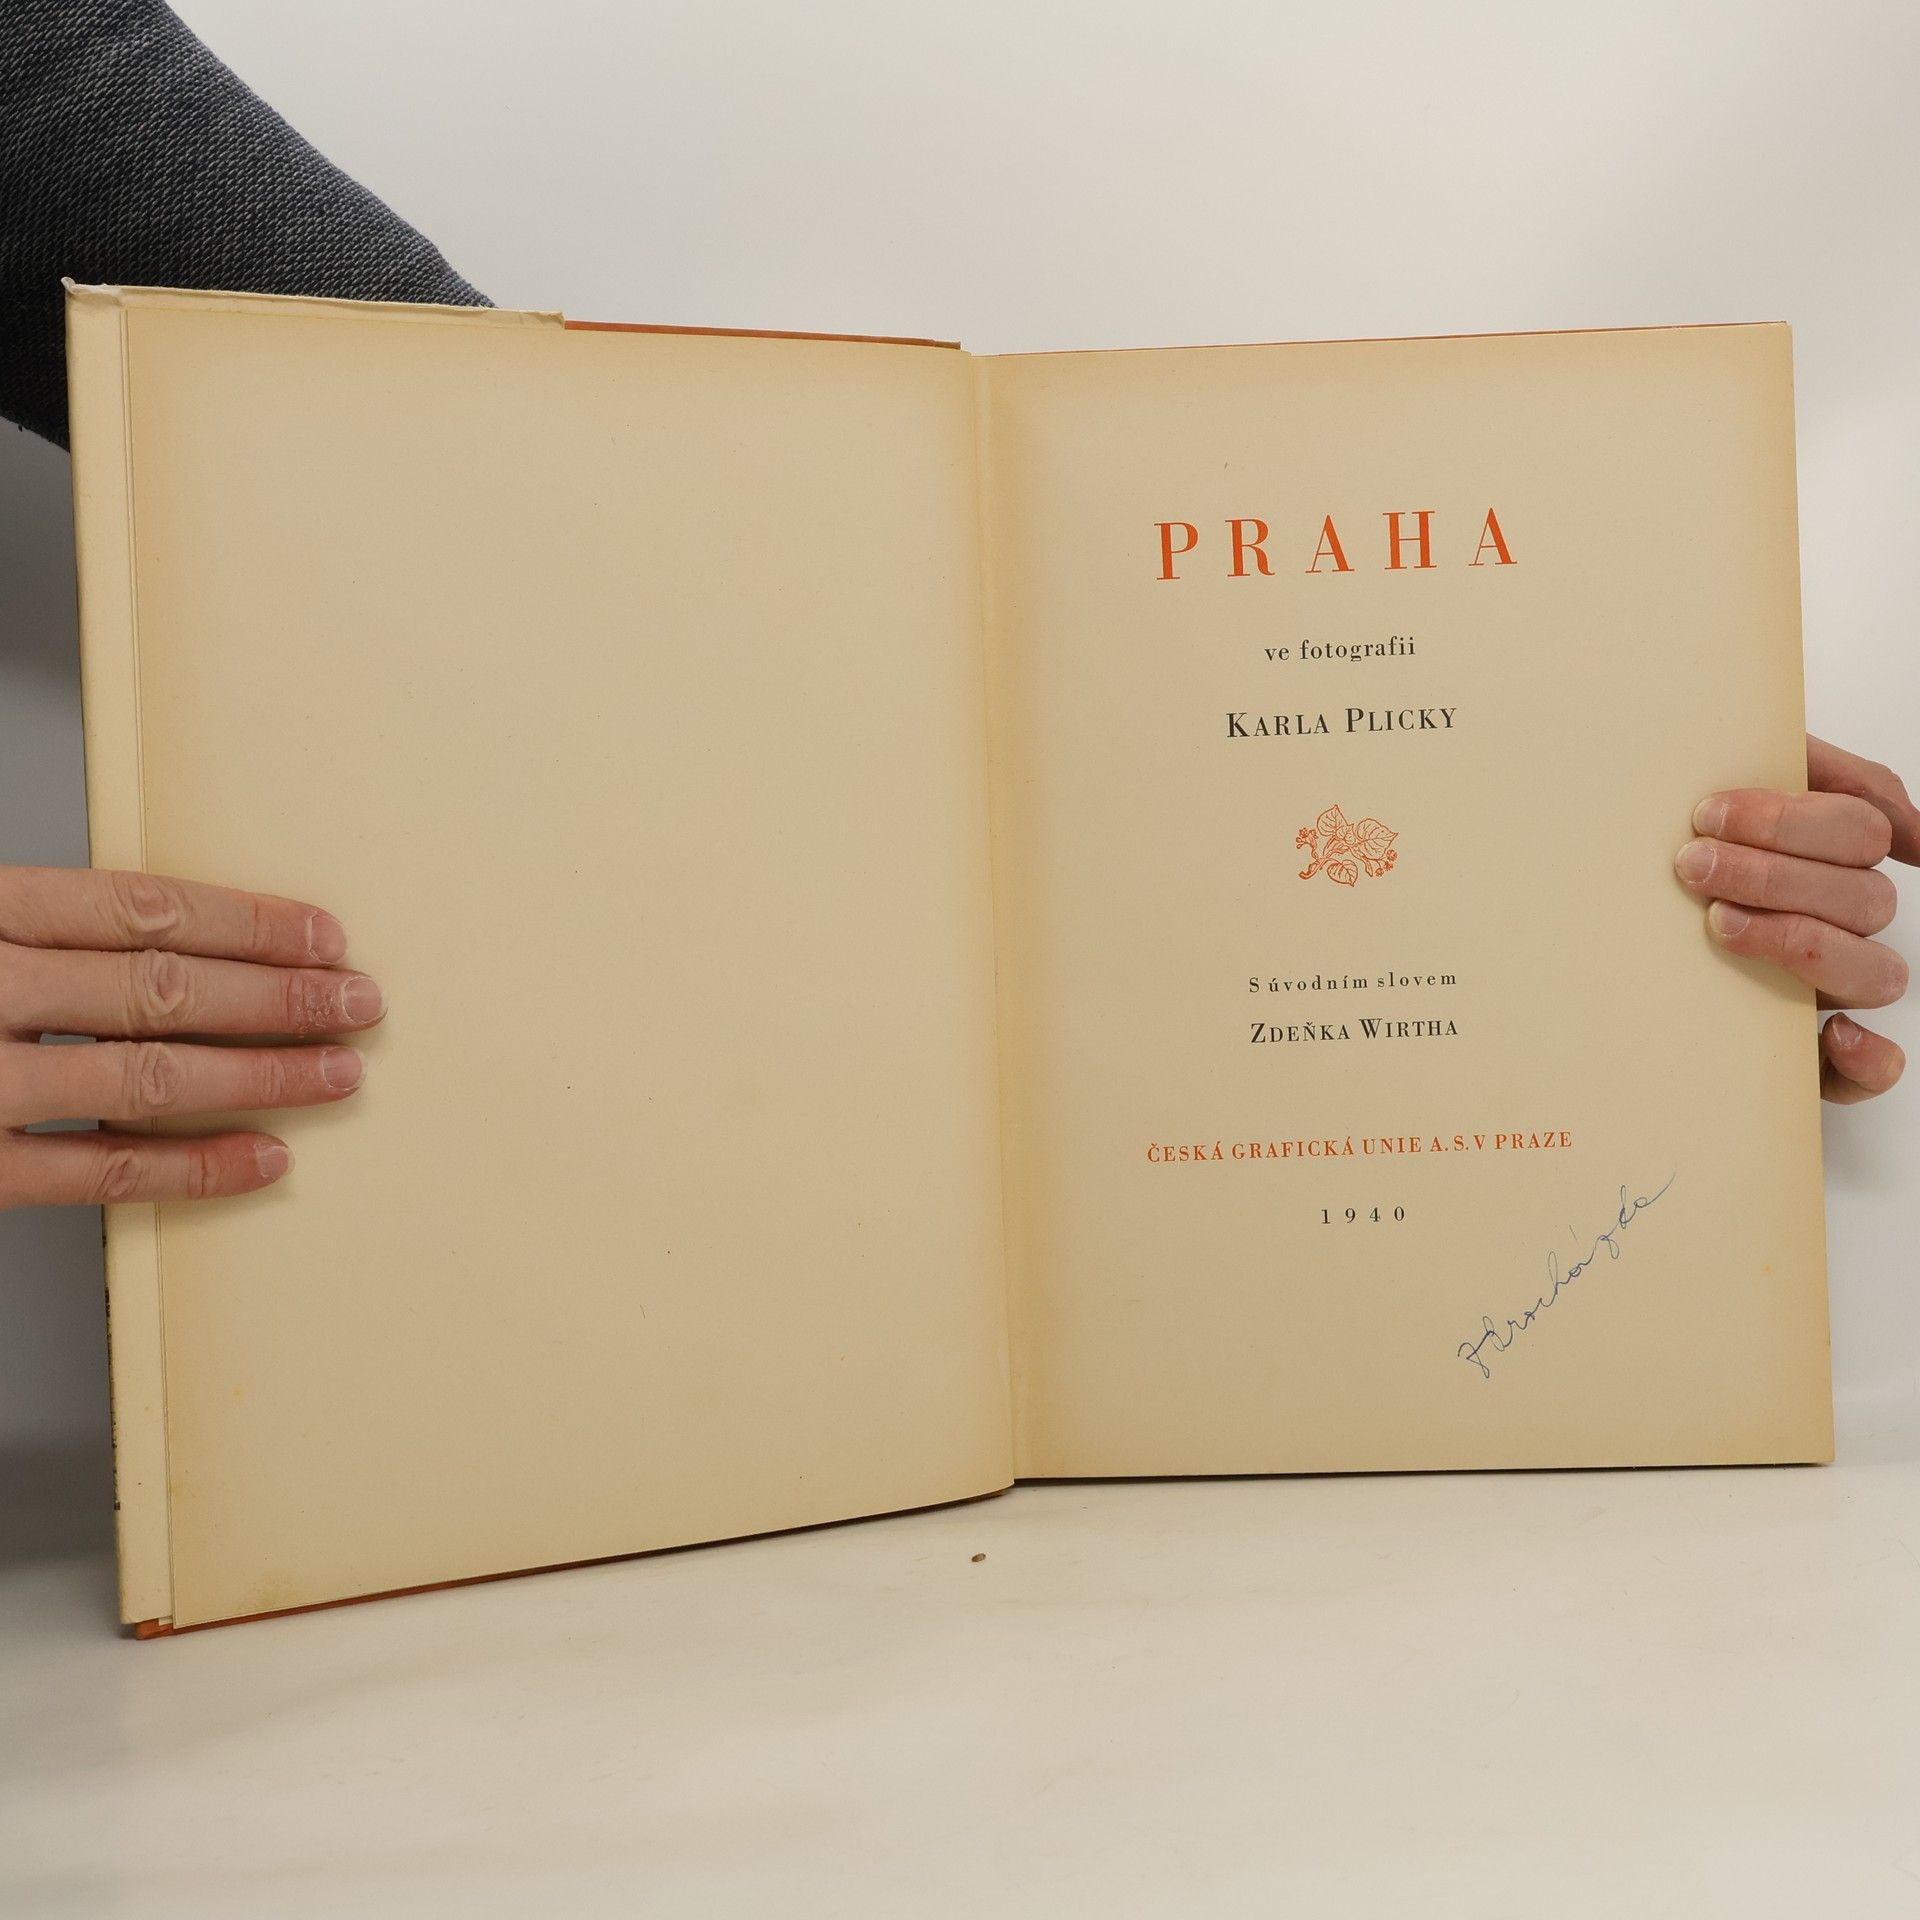 PRAHA
ve fotografii
KARLA PLICKY
S úvodním slovem
ZDEŇKA WIRTHA
ČESKÁ GRAFICKÁ UNIE A. S. V PRAZE
1940